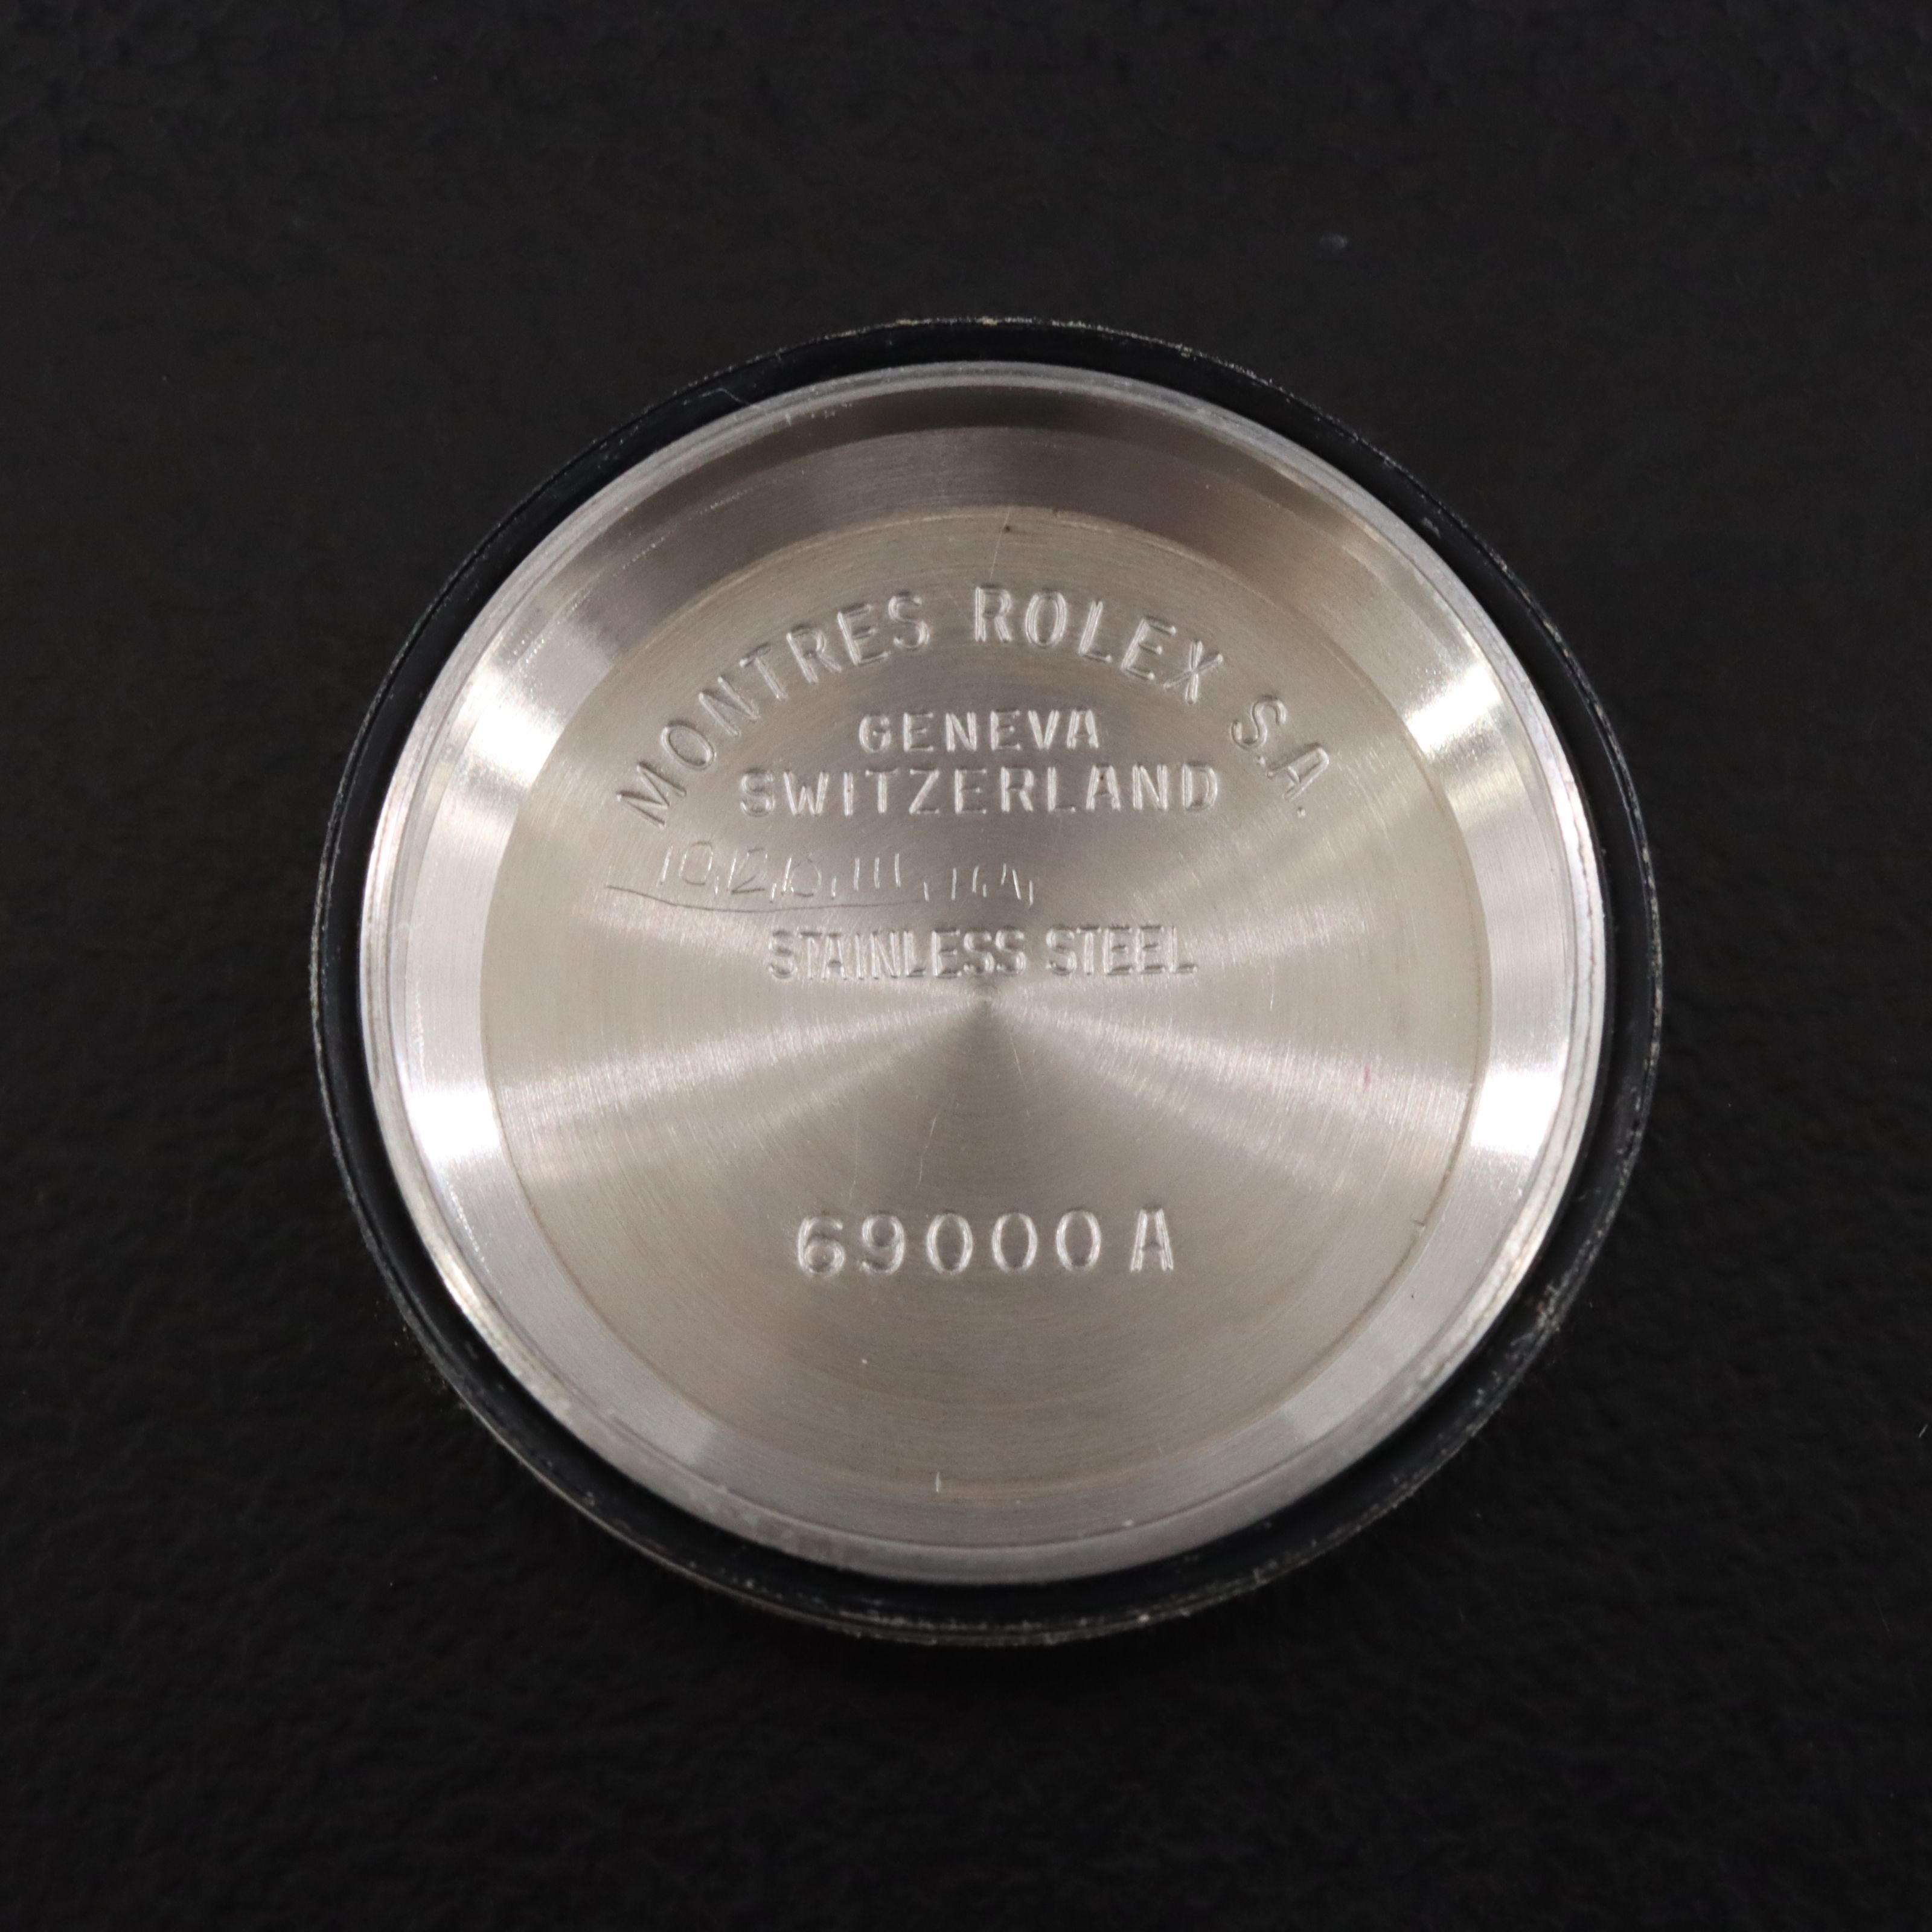 MONTRES ROLEX S.A.
GENEVA
SWITZERLAND
STAINLESS STEEL
69000 A